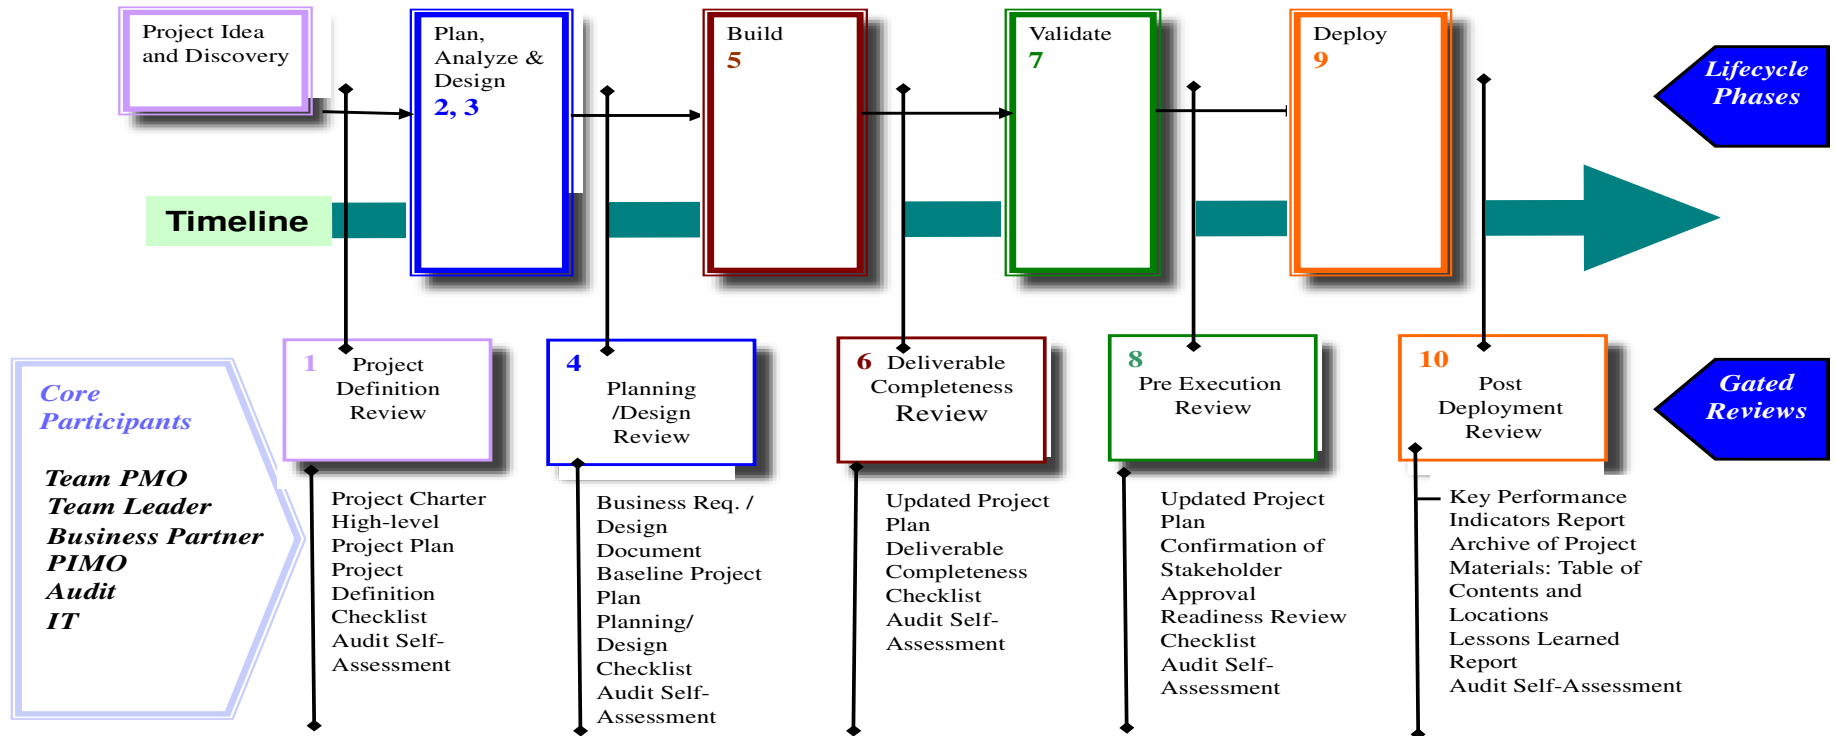 Project Idea
and Discovery
Plan,
Analyze &
Design
2, 3
Build
5
Validate
7
Deploy
9
Lifecycle
Phases
Timeline
Core
Participants
Team PMO
Team Leader
Business Partner
PIMO
Audit
IT
1 Project
Definition
Review
4
Planning
/Design
Review
6 Deliverable
Completeness
Review
8
Pre Execution
Review
10
Post
Deployment
Review
Gated
Reviews
Project Charter
High-level
Project Plan
Project
Definition
Checklist
Audit Self-
Assessment
Business Req. /
Design
Document
Baseline Project
Plan
Planning/
Design
Checklist
Audit Self-
Assessment
Updated Project
Plan
Deliverable
Completeness
Checklist
Audit Self-
Assessment
Updated Project
Plan
Confirmation of
Stakeholder
Approval
Readiness Review
Checklist
Audit Self-
Assessment
Key Performance
Indicators Report
Archive of Project
Materials: Table of
Contents and
Locations
Lessons Learned
Report
Audit Self-Assessment